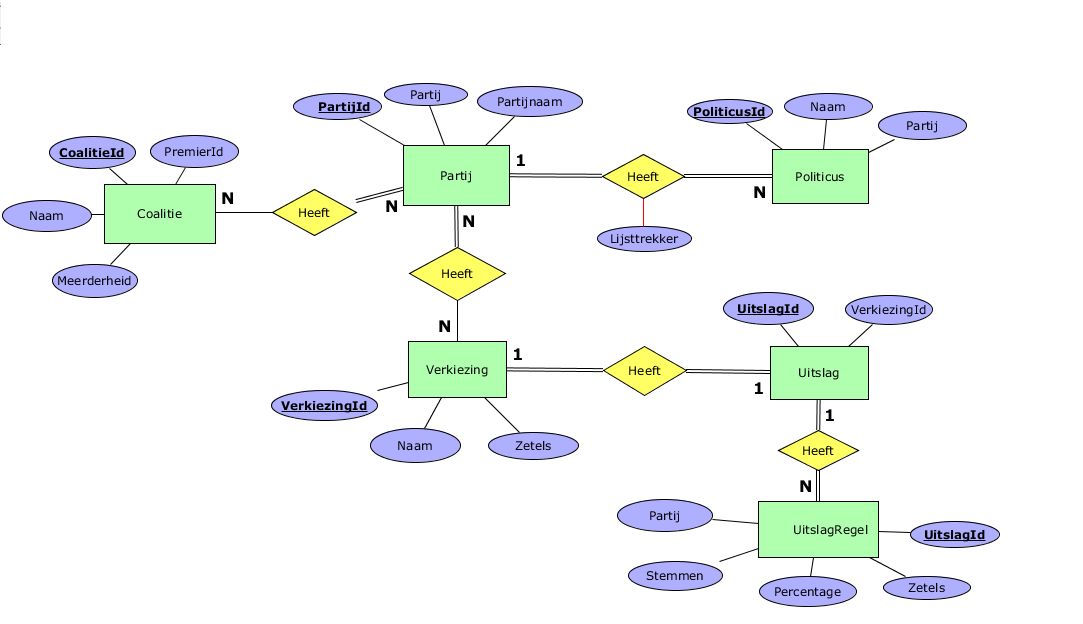 Partij
PartijId
Partijnaam
PoliticusId
Naam
Partij
CoalitieId
PremierId
1
Partij
Heeft
Politicus
N
N
N
Naam
Coalitie
Heeft
N
Lijsttrekker
Meerderheid
Heeft
UitslagId
VerkiezingId
N
1
Verkiezing
Heeft
Uitslag
1
VerkiezingId
1
Naam
Zetels
Heeft
N
Partij
UitslagRegel
UitslagId
Stemmen
Percentage
Zetels